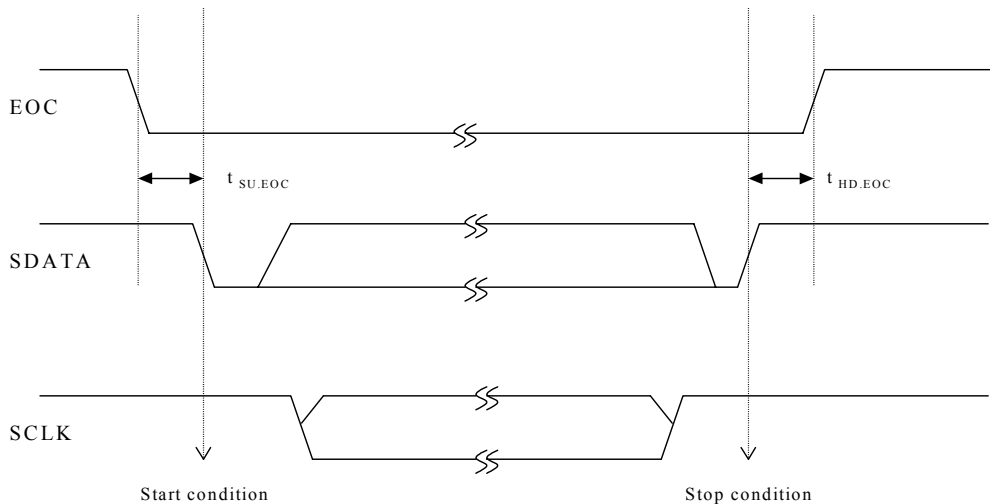 EOC
t SU.EOC
t HD.EOC
SDATA
SCLK
Start condition
Stop condition